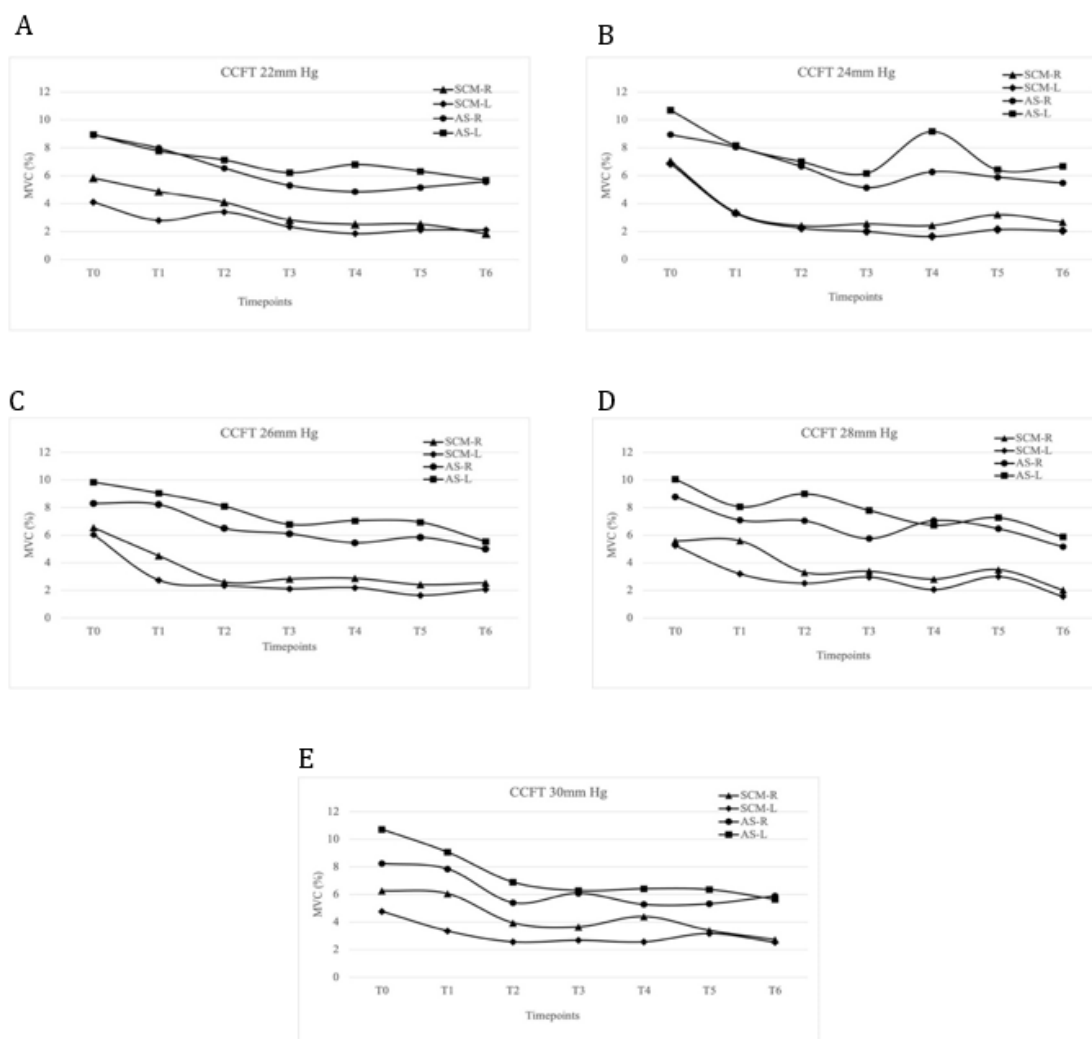 A
CCFT 22mm Hg
SCM-R
SCM-L
AS-R
AS-L
12
10
8
6
4
2
0
MVC (%)
T0 T1 T2 T3 T4 T5 T6
Timepoints
B
CCFT 24mm Hg
SCM-R
SCM-L
AS-R
AS-L
12
10
8
6
4
2
0
MVC (%)
T0 T1 T2 T3 T4 T5 T6
Timepoints
C
CCFT 26mm Hg
SCM-R
SCM-L
AS-R
AS-L
12
10
8
6
4
2
0
MVC (%)
T0 T1 T2 T3 T4 T5 T6
Timepoints
D
CCFT 28mm Hg
SCM-R
SCM-L
AS-R
AS-L
12
10
8
6
4
2
0
MVC (%)
T0 T1 T2 T3 T4 T5 T6
Timepoints
E
CCFT 30mm Hg
SCM-R
SCM-L
AS-R
AS-L
12
10
8
6
4
2
0
MVC (%)
T0 T1 T2 T3 T4 T5 T6
Timepoints